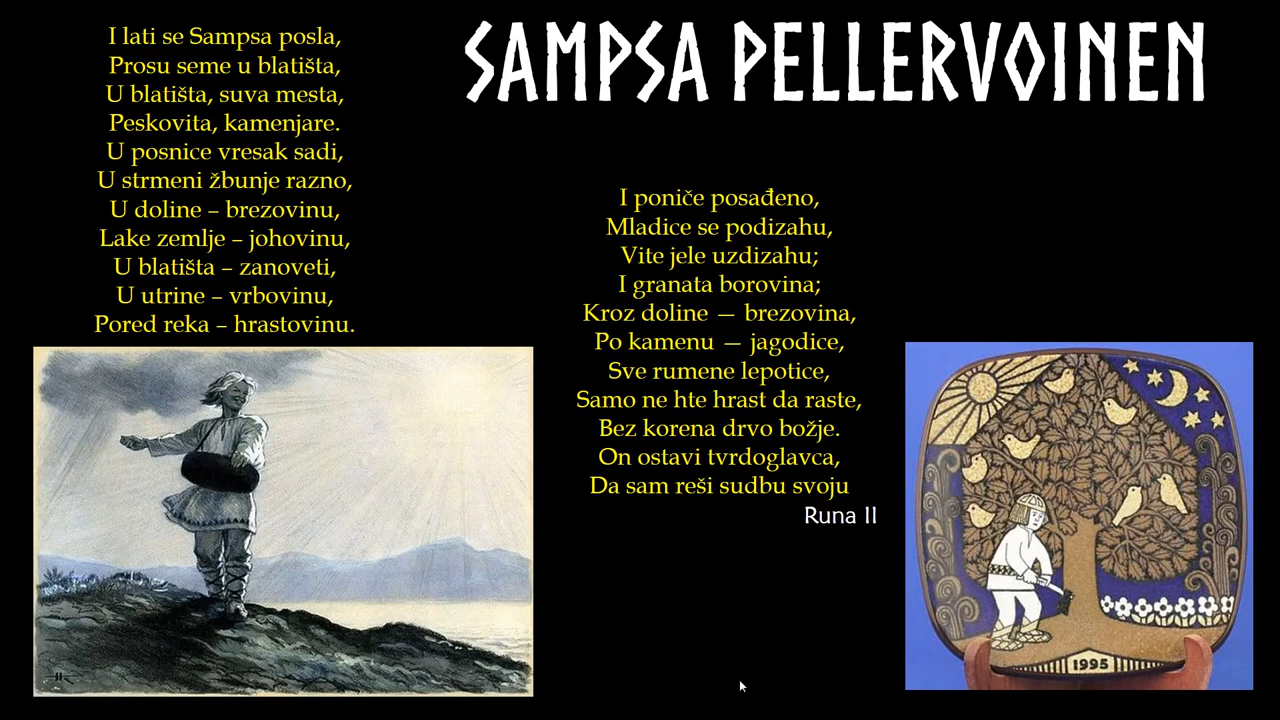 SAMPSA PELLERVOINEN
I lati se Sampsa posla,
Prosu seme u blatišta,
U blatišta, suva mesta,
Peskovita, kamenjare.
U posnice vresak sadi,
U strmeni žbunje razno,
U doline – brezovinu,
Lake zemlje – johovinu,
U blatišta – zanoveti,
U utrine – vrbovinu,
Pored reka – hrastovinu.
I poniče posađeno,
Mladice se podizahu,
Vite jele uzdizahu;
I granata borovina;
Kroz doline — brezovina,
Po kamenu — jagodice,
Sve rumene lepotice,
Samo ne hte hrast da raste,
Bez korena drvo božje.
On ostavi tvrdoglavca,
Da sam reši sudbu svoju
Runa II
1995